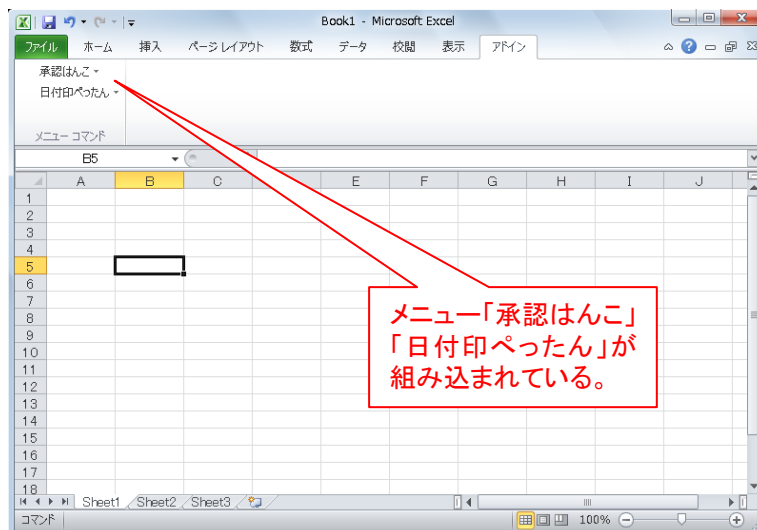 Book1 - Microsoft Excel
ファイル ホーム 挿入 ページ レイアウト 数式 データ 校閲 表示 アドイン
承認はんこ
日付印ぺったん
メニュー コマンド
B5
A B C E F G H I J
1
2
3
4
5
6
7
8
9
10
11
12
13
14
15
16
17
18
メニュー「承認はんこ」
「日付印ぺったん」が
組み込まれている。
Sheet1 Sheet2 Sheet3
コマンド 100%